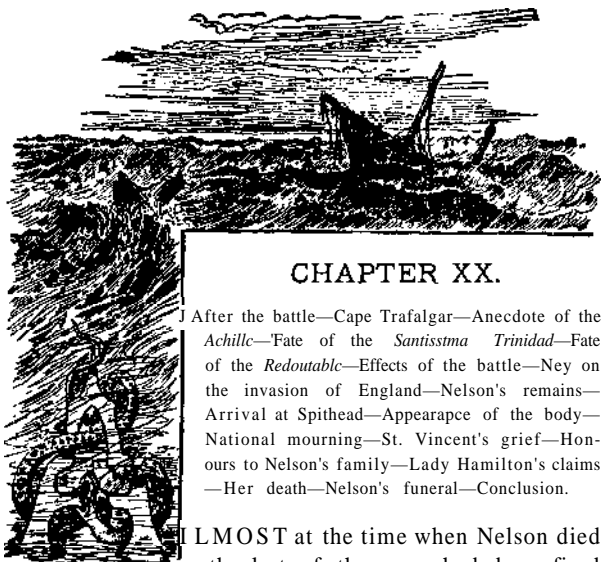 CHAPTER XX.
J After the battle—Cape Trafalgar—Anecdote of the
Achillc—'Fate of the Santisstma Trinidad—Fate
of the Redoutablc—Effects of the battle—Ney on
the invasion of England—Nelson's remains—
Arrival at Spithead—Appearapce of the body—
National mourning—St. Vincent's grief—Hon-
ours to Nelson's family—Lady Hamilton's claims
—Her death—Nelson's funeral—Conclusion.
ILMOST at the time when Nelson died